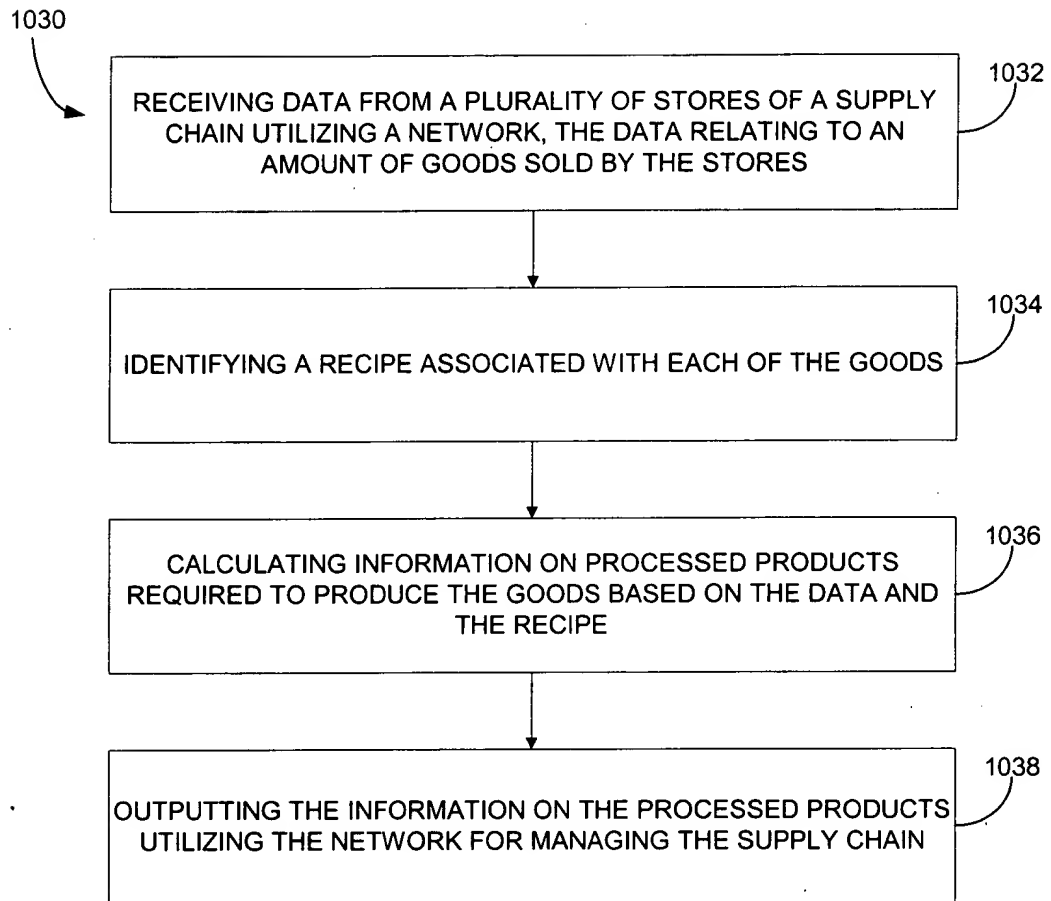 1030
1032
RECEIVING DATA FROM A PLURALITY OF STORES OF A SUPPLY
CHAIN UTILIZING A NETWORK, THE DATA RELATING TO AN
AMOUNT OF GOODS SOLD BY THE STORES
1034
IDENTIFYING A RECIPE ASSOCIATED WITH EACH OF THE GOODS
1036
CALCULATING INFORMATION ON PROCESSED PRODUCTS
REQUIRED TO PRODUCE THE GOODS BASED ON THE DATA AND
THE RECIPE
1038
OUTPUTTING THE INFORMATION ON THE PROCESSED PRODUCTS
UTILIZING THE NETWORK FOR MANAGING THE SUPPLY CHAIN